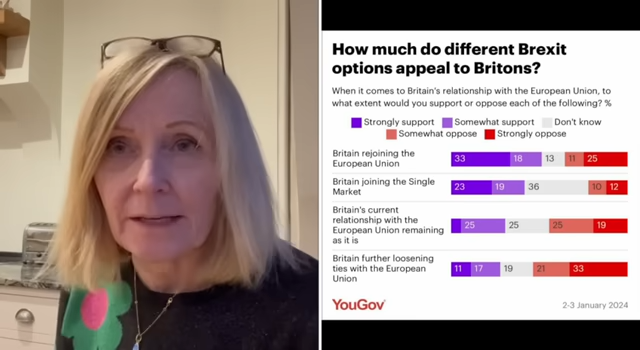 How much do different Brexit
options appeal to Britons?
When it comes to Britain's relationship with the European Union, to
what extent would you support or oppose each of the following? %
Strongly support Somewhat support Don't know
Somewhat oppose Strongly oppose
Britain rejoining the
European Union
33 18 13 11 25
Britain joining the Single
Market
23 19 36 10 12
Britain's current
relationship with the
European Union remaining
as it is
25 25 25 19
Britain further loosening
ties with the European
Union
11 17 19 21 33
YouGov
2-3 January 2024